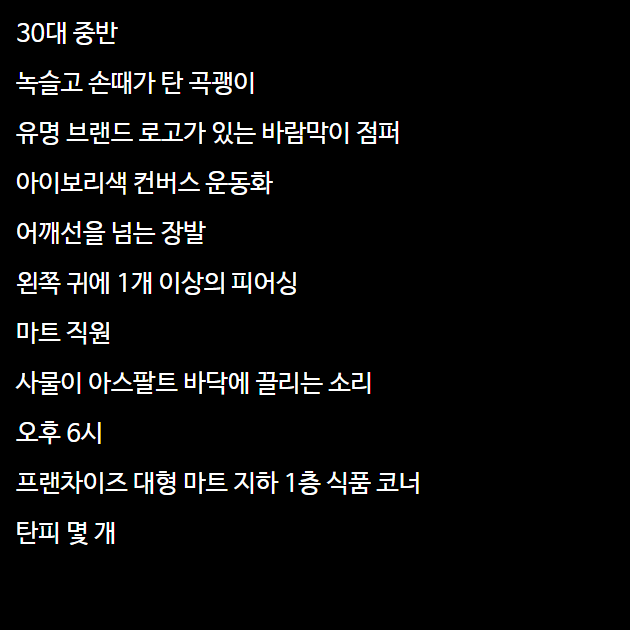 30대 중반
녹슬고 손때가 탄 곡괭이
유명 브랜드 로고가 있는 바람막이 점퍼
아이보리색 컨버스 운동화
어깨선을 넘는 장발
왼쪽 귀에 1개 이상의 피어싱
마트 직원
사물이 아스팔트 바닥에 끌리는 소리
오후 6시
프랜차이즈 대형 마트 지하 1층 식품 코너
탄피 몇 개